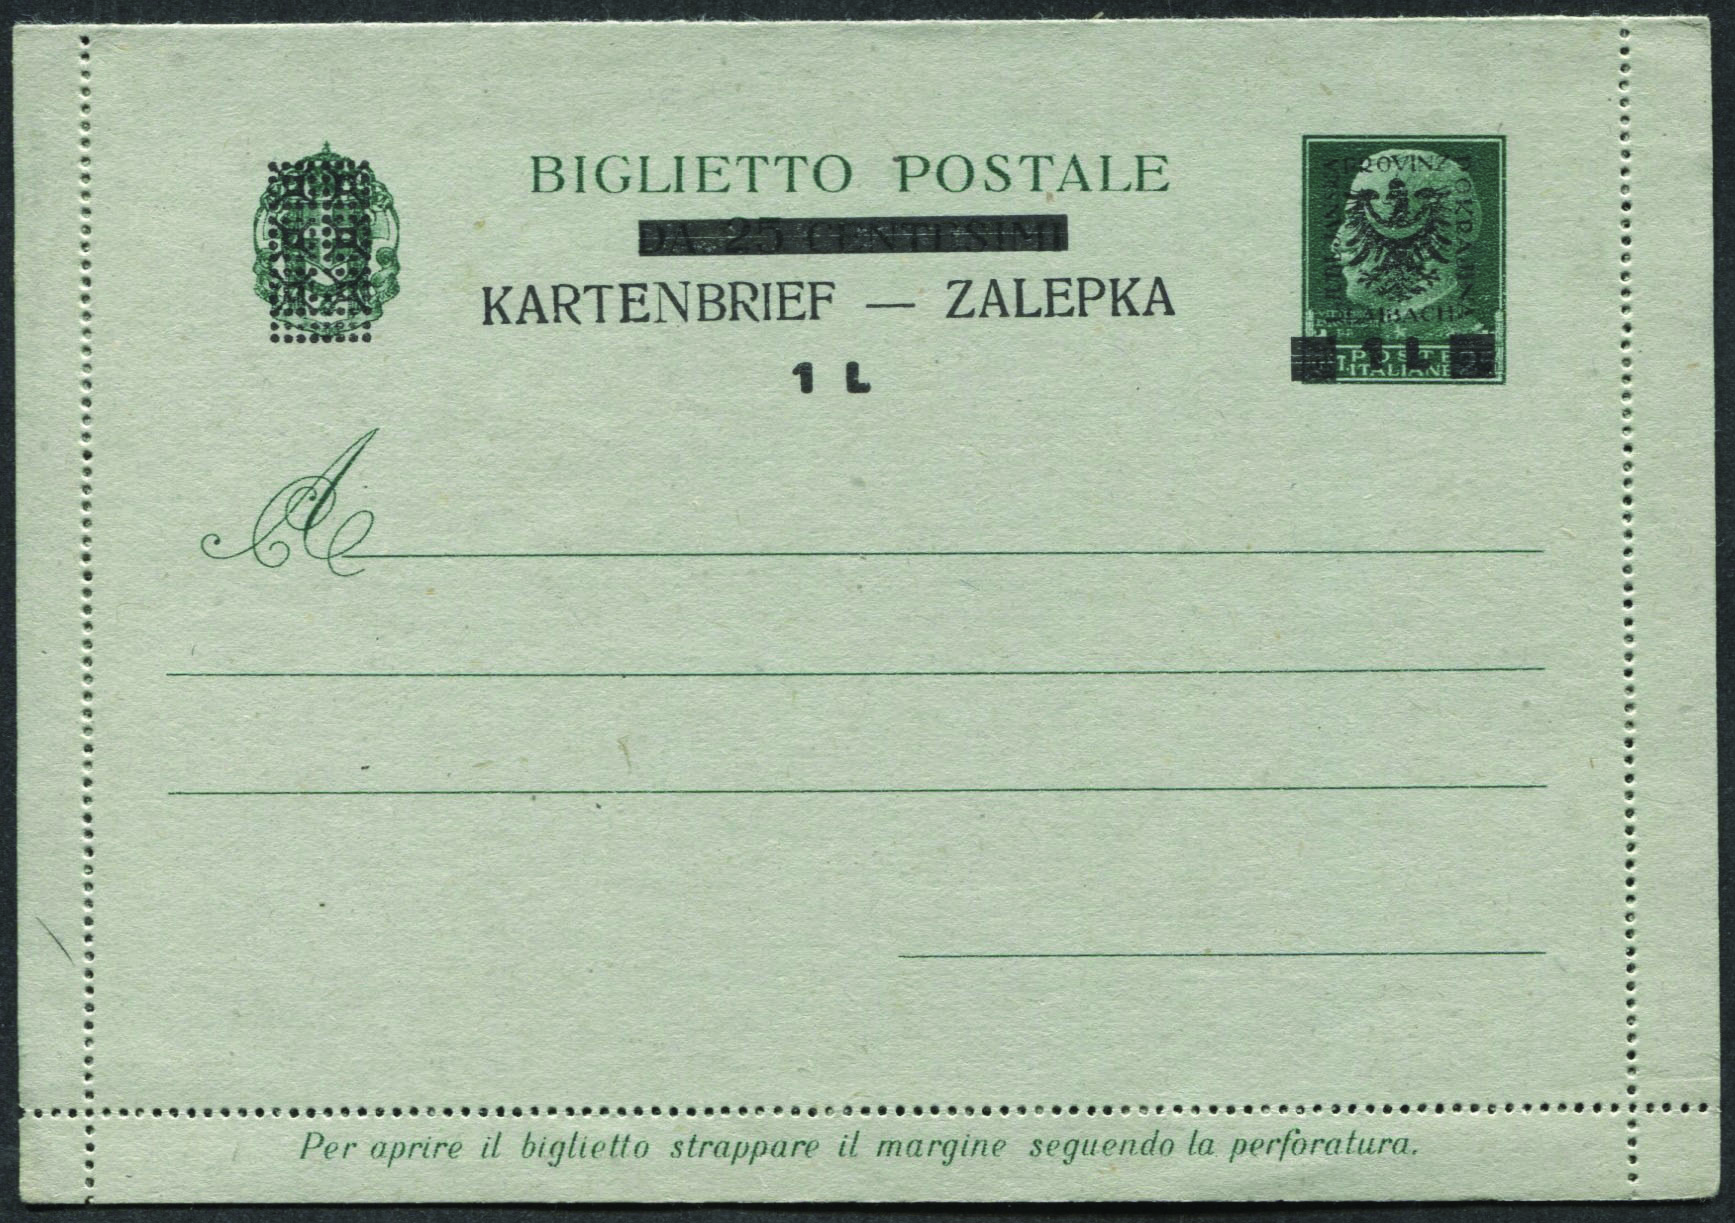 BIGLIETTO POSTALE
DA 25 CENTESIMI
KARTENBRIEF — ZALEPKA
1 L
PROVINZ
LAIBACH
POKRAJINA
1 L
POSTE
ITALIANE
A
Per aprire il biglietto strappare il margine seguendo la perforatura.